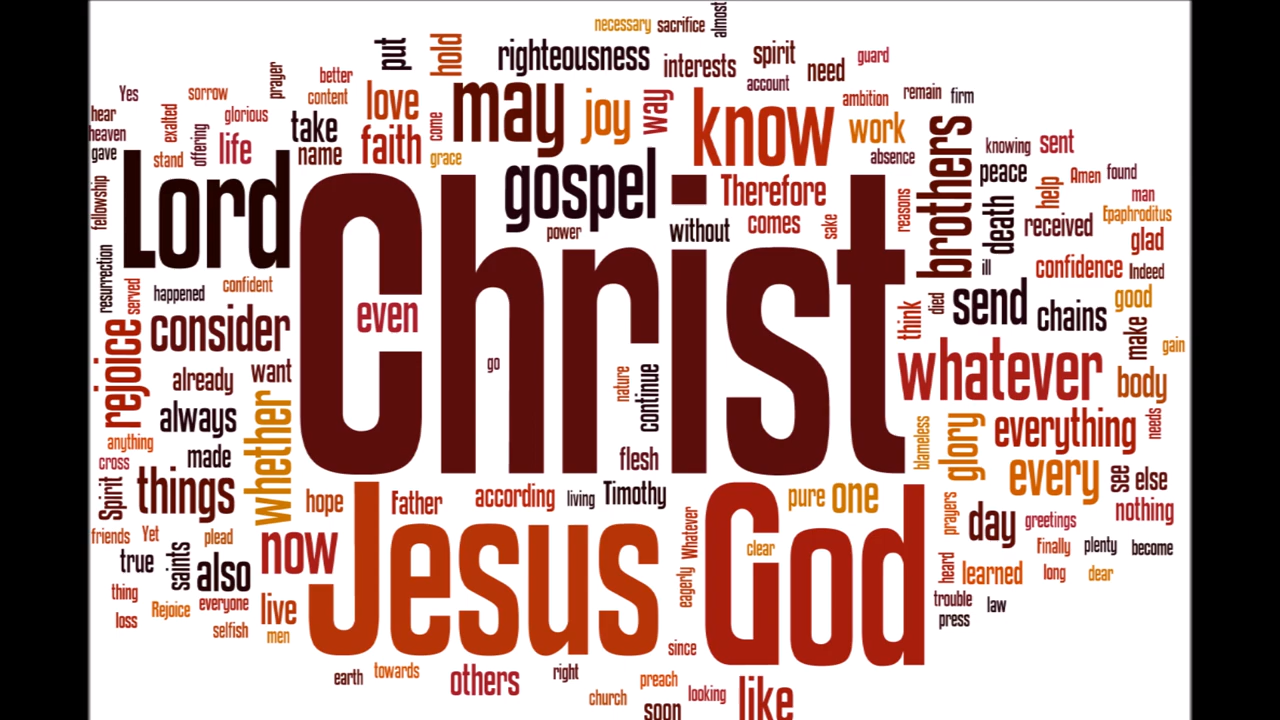 necessary
sacrifice
almost
put
hold
righteousness
interests
spirit
need
guard
account
Yes
sorrow
prayer
better
content
love
come
may
joy
way
know
ambition
remain
firm
work
absence
brothers
hear
heaven
gave
exalted
glorious
offering
stand
life
take
name
faith
grace
gospel
power
Therefore
without
comes
sake
reasons
knowing
sent
peace
help
Amen
found
man
death
received
Epaphroditus
glad
ill
confidence
Indeed
fellowship
Lord
Christ
resurrection
served
happened
confident
consider
even
go
nature
continue
flesh
died
send
chains
good
think
make
gain
whatever
body
rejoice
already
want
always
whether
anything
cross
made
Spirit
things
blameless
glory
everything
needs
every
see
else
nothing
hope
Father
according
living
Timothy
pure
one
prayers
day
greetings
friends
Yet
plead
true
saints
also
now
Jesus
eagerly
Whatever
God
clear
Finally
plenty
become
heard
learned
long
dear
thing
loss
Rejoice
everyone
selfish
live
men
trouble
law
press
since
earth
towards
others
right
church
preach
soon
looking
like